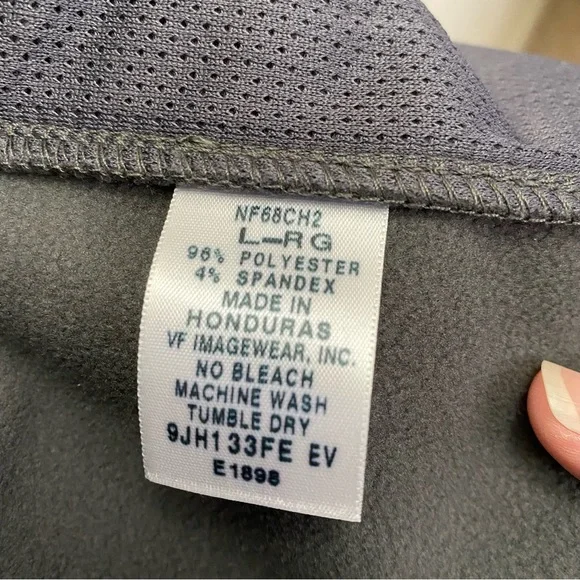 NF68CH2
L-RG
96% POLYESTER
4% SPANDEX
MADE IN
HONDURAS
VF IMAGEWEAR, INC.
NO BLEACH
MACHINE WASH
TUMBLE DRY
9JH133FE EV
E1898